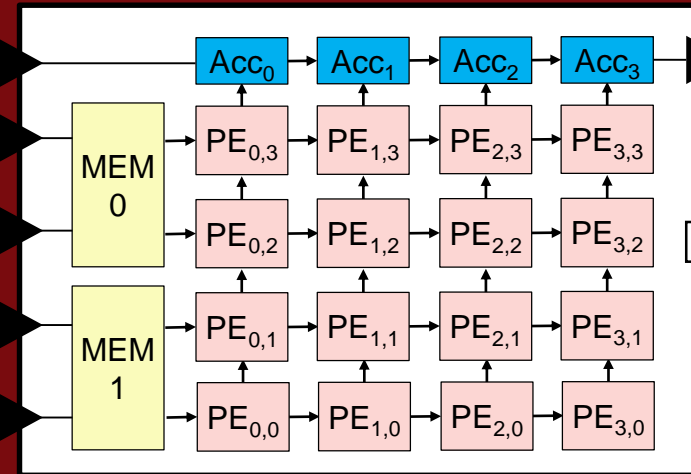 Acc0 Acc1 Acc2 Acc3
MEM
0
PE0,3 PE1,3 PE2,3 PE3,3
PE0,2 PE1,2 PE2,2 PE3,2
MEM
1
PE0,1 PE1,1 PE2,1 PE3,1
PE0,0 PE1,0 PE2,0 PE3,0